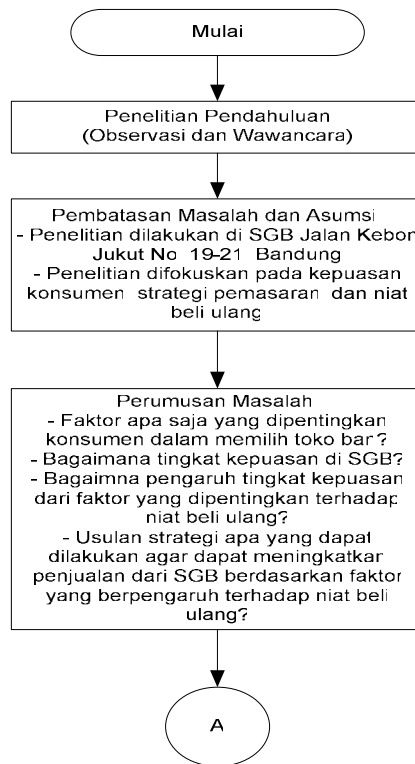 Mulai
Penelitian Pendahuluan
(Observasi dan Wawancara)
Pembatasan Masalah dan Asumsi
- Penelitian dilakukan di SGB Jalan Kebon
Jukut No 19-21 Bandung
- Penelitian difokuskan pada kepuasan
konsumen strategi pemasaran dan niat
beli ulang
Perumusan Masalah
- Faktor apa saja yang dipentingkan
konsumen dalam memilih toko ban?
- Bagaimana tingkat kepuasan di SGB?
- Bagaimna pengaruh tingkat kepuasan
dari faktor yang dipentingkan terhadap
niat beli ulang?
- Usulan strategi apa yang dapat
dilakukan agar dapat meningkatkan
penjualan dari SGB berdasarkan faktor
yang berpengaruh terhadap niat beli
ulang?
A